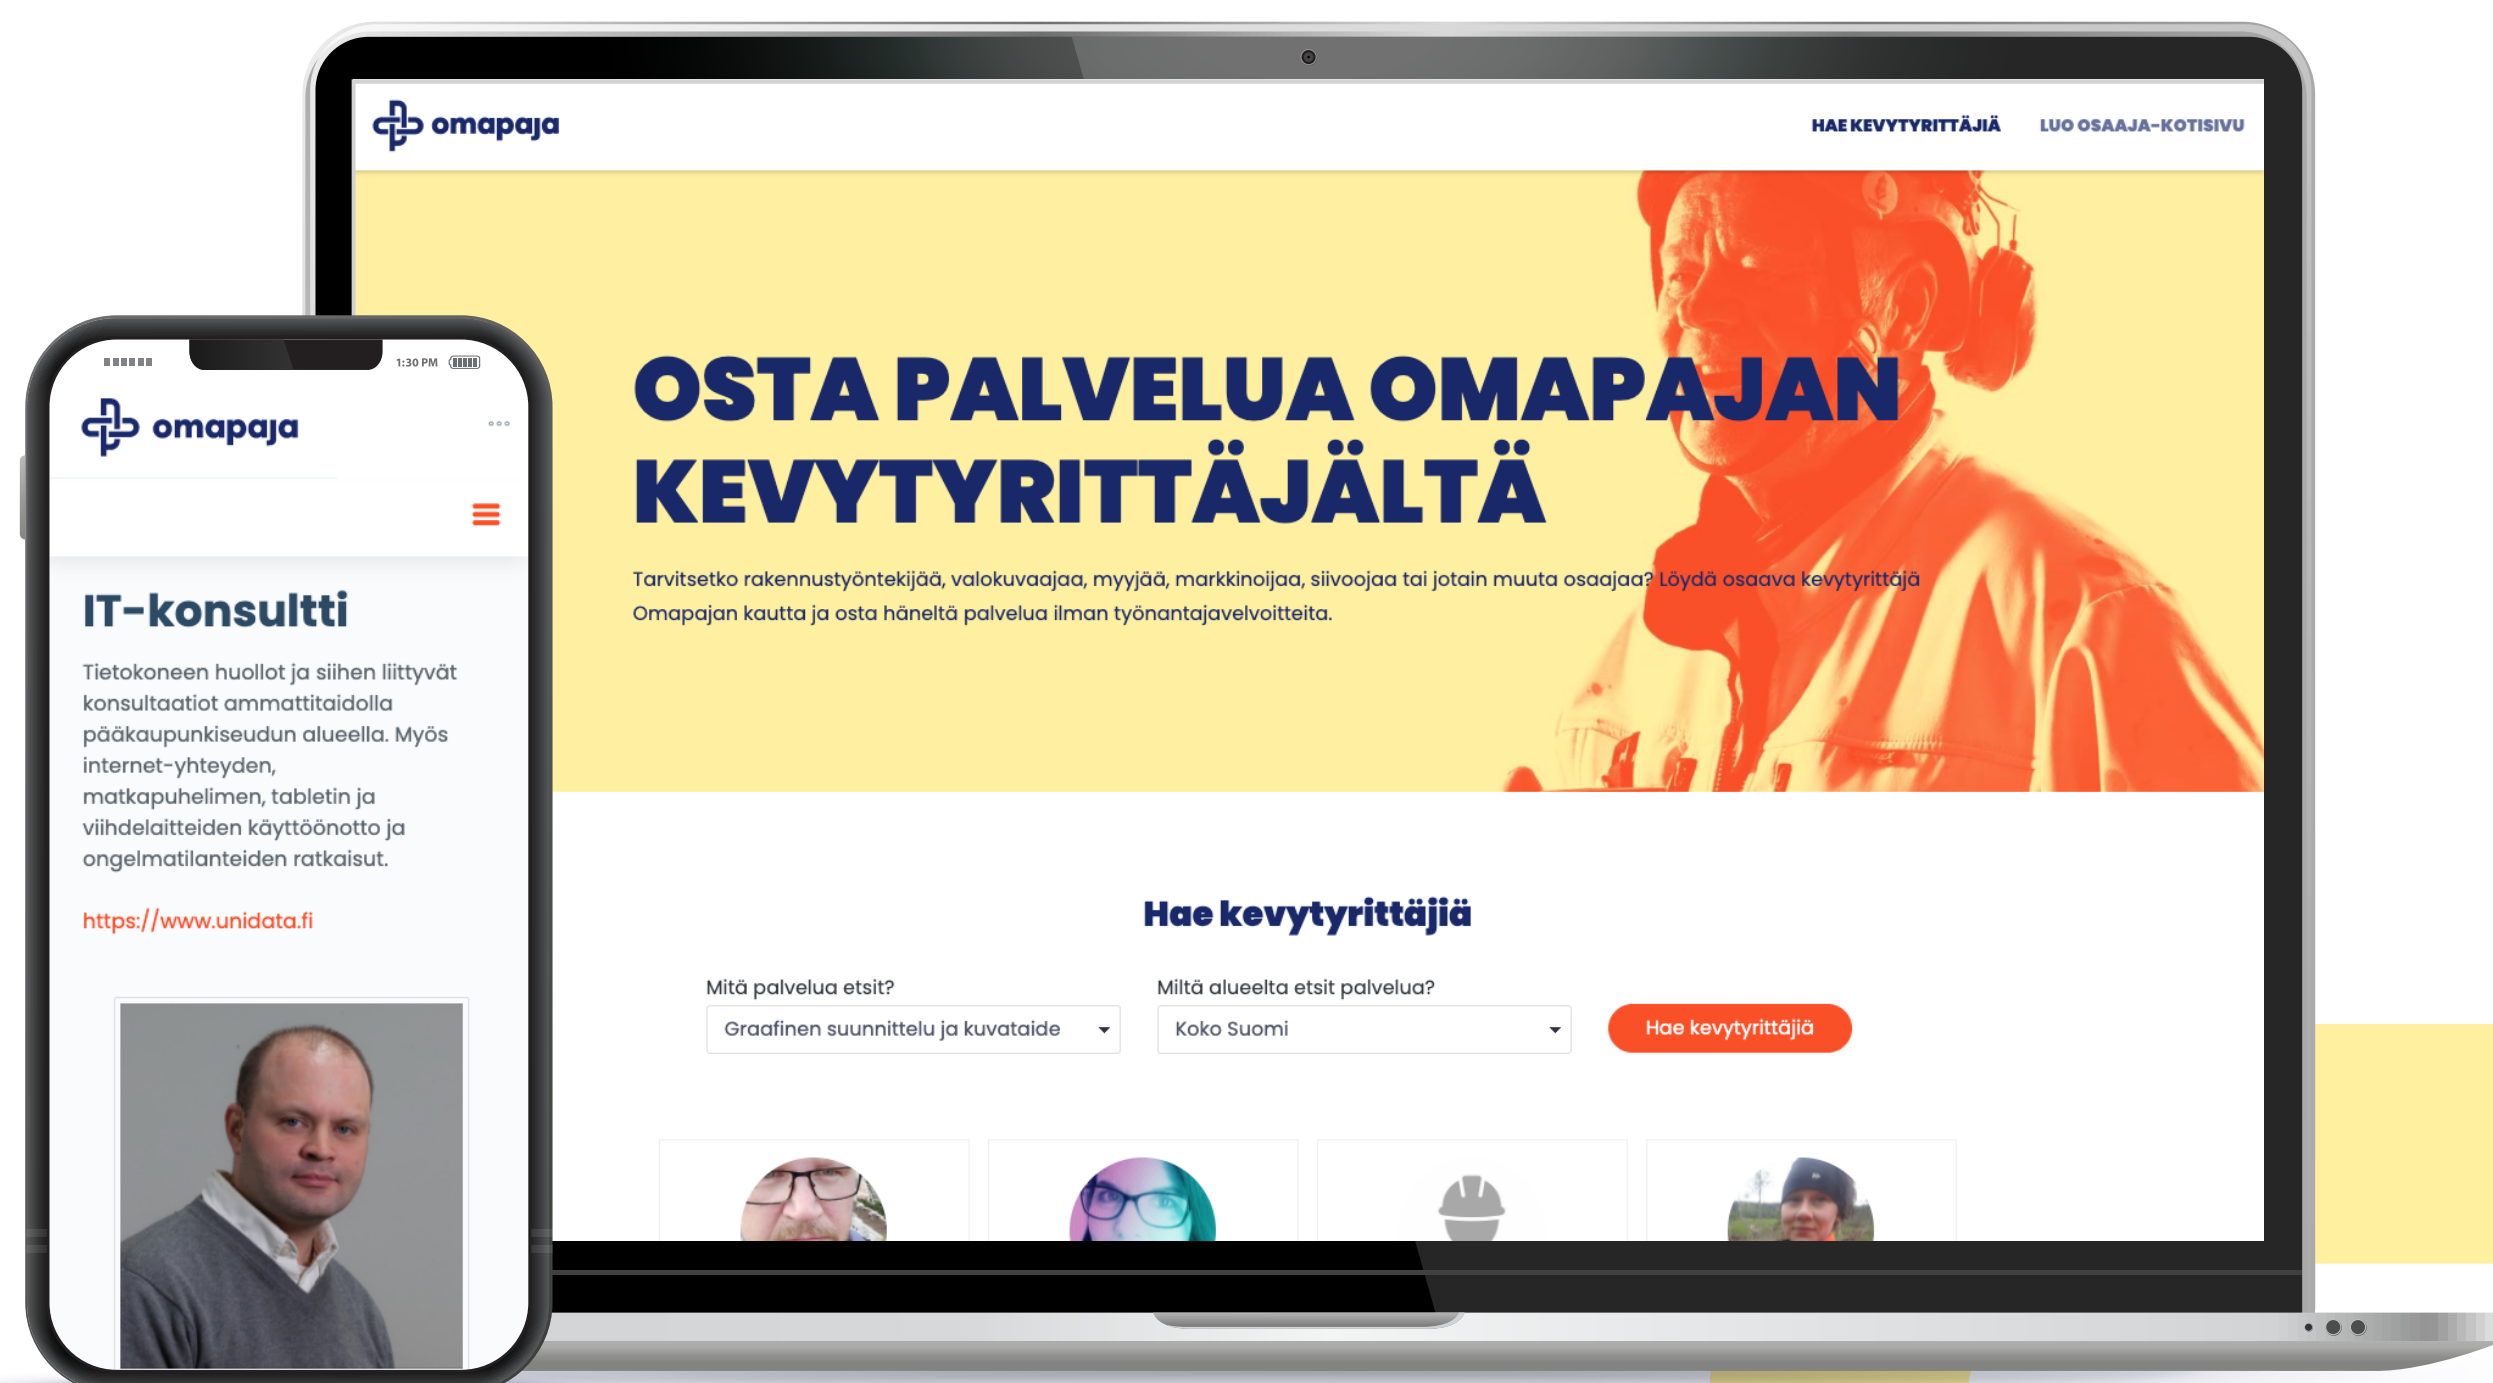 omapaja
HAE KEVYTYRITTÄJIÄ
LUO OSAAJA-KOTISIVU
OSTA PALVELUA OMAPAJAN
KEVYTYRITTÄJÄLTÄ
Tarvitsetko rakennustyöntekijää, valokuvaajaa, myyjää, markkinoijaa, siivoojaa tai jotain muuta osaajaa? Löydä osaava kevytyrittäjä
Omapajan kautta ja osta häneltä palvelua ilman työnantajavelvoitteita.
Hae kevytyrittäjiä
Mitä palvelua etsit?
Graafinen suunnittelu ja kuvataide
Miltä alueelta etsit palvelua?
Koko Suomi
Hae kevytyrittäjiä
1:30 PM
omapaja
IT-konsultti
Tietokoneen huollot ja siihen liittyvät
konsultaatiot ammattitaidolla
pääkaupunkiseudun alueella. Myös
internet-yhteyden,
matkapuhelimen, tabletin ja
viihdelaitteiden käyttöönotto ja
ongelmatilanteiden ratkaisut.
https://www.unidata.fi